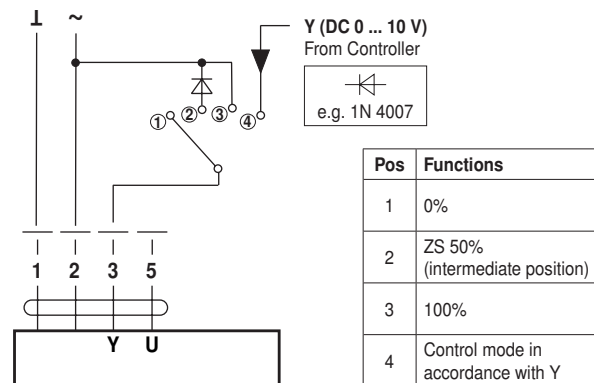 ⊥ ~
Y (DC 0 ... 10 V)
From Controller
e.g. 1N 4007
① ② ③ ④
Pos Functions
1 0%
2 ZS 50%
(intermediate position)
3 100%
4 Control mode in
accordance with Y
1 2 3 5
Y U